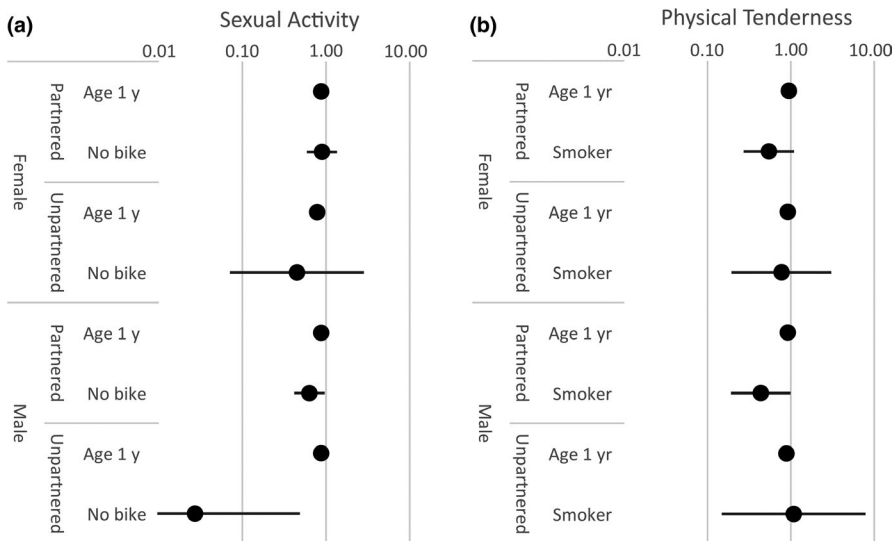 (a)
Sexual Activity
0.01
0.10
1.00
10.00
Female
Partnered
Age 1 y
No bike
Unpartnered
Age 1 y
No bike
Male
Partnered
Age 1 y
No bike
Unpartnered
Age 1 y
No bike
(b)
Physical Tenderness
0.01
0.10
1.00
10.00
Female
Partnered
Age 1 yr
Smoker
Unpartnered
Age 1 yr
Smoker
Male
Partnered
Age 1 yr
Smoker
Unpartnered
Age 1 yr
Smoker